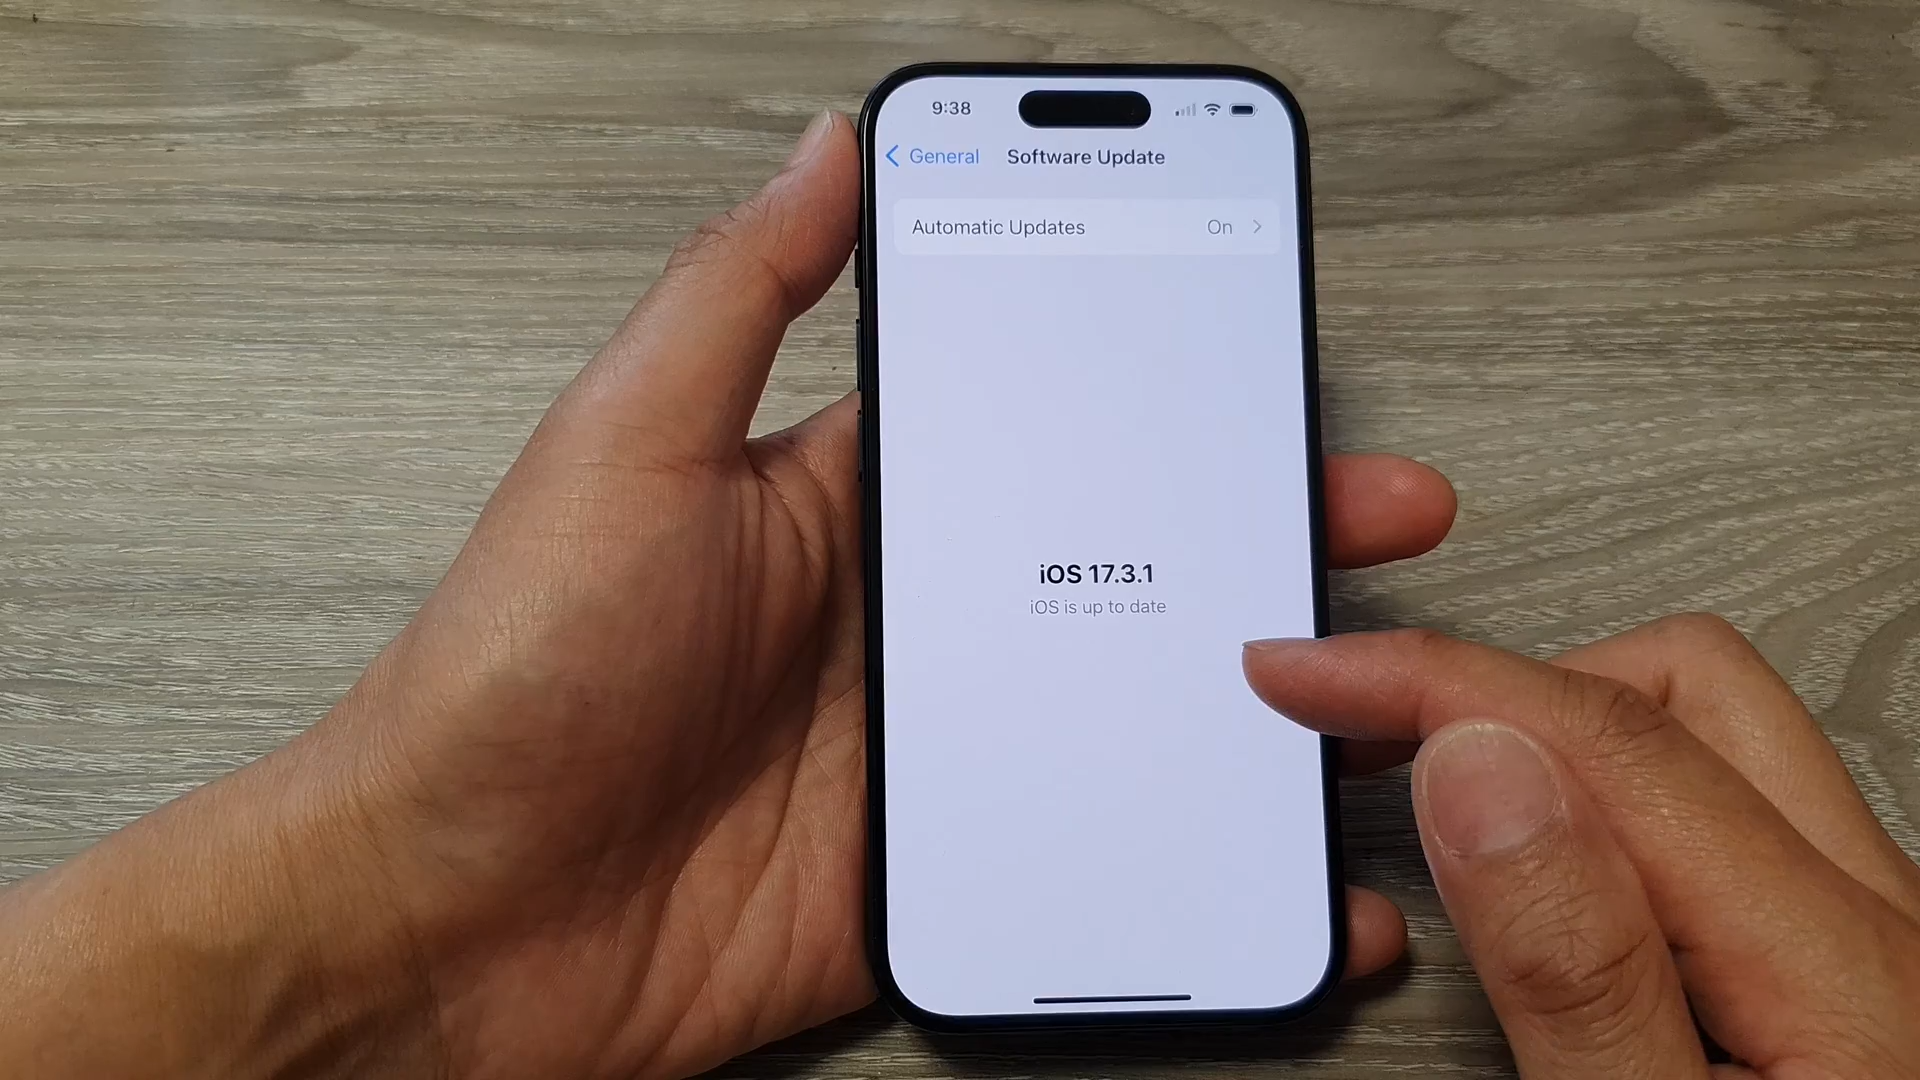 9:38
General Software Update
Automatic Updates On
iOS 17.3.1
iOS is up to date